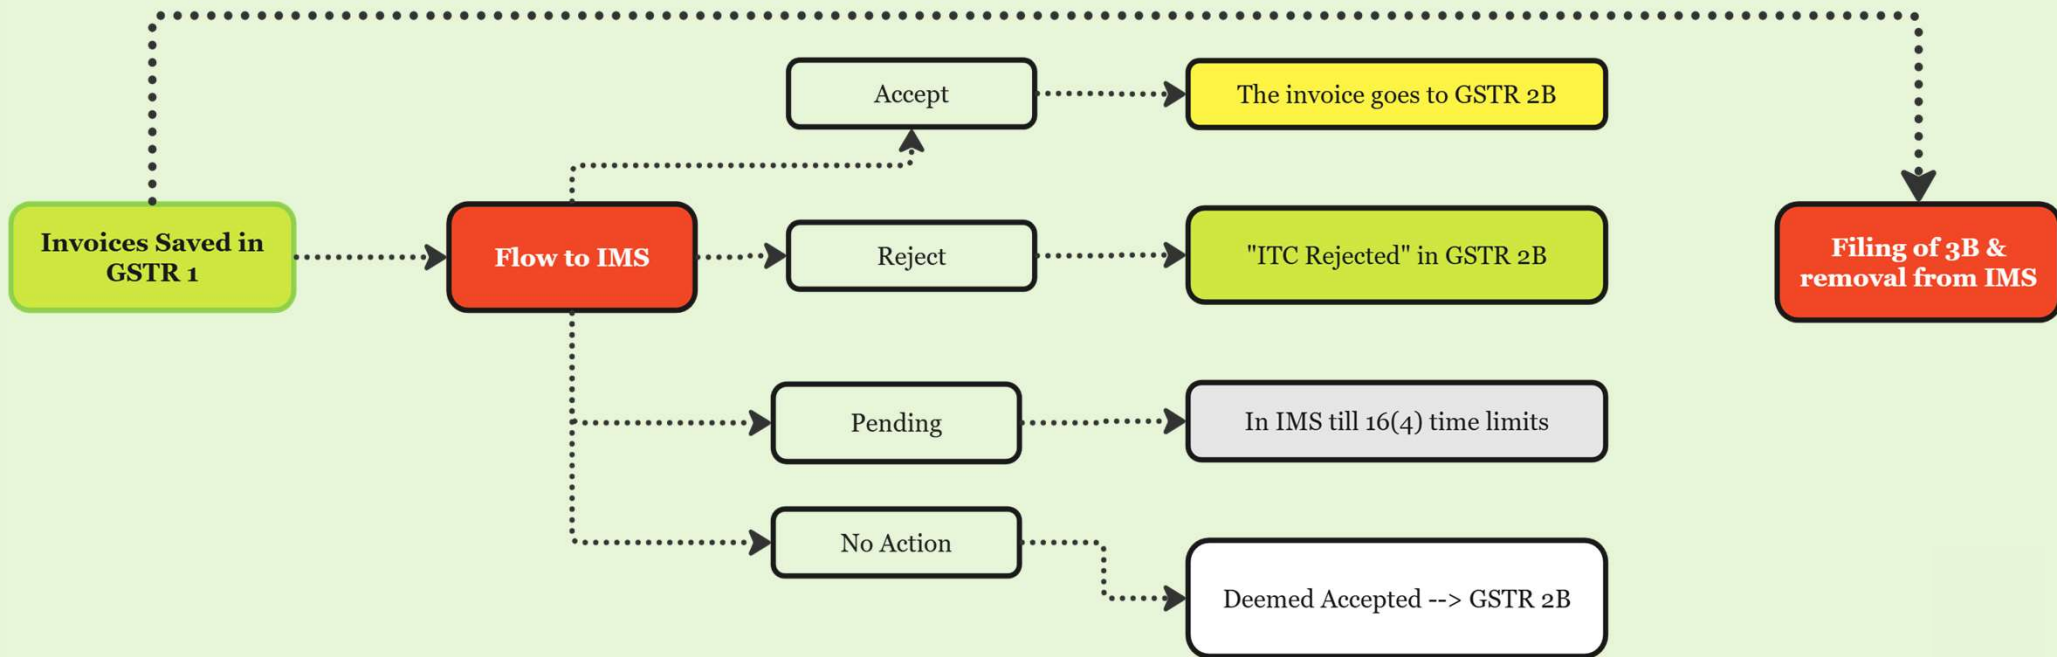 Accept
The invoice goes to GSTR 2B
Invoices Saved in
GSTR 1
Flow to IMS
Reject
"ITC Rejected" in GSTR 2B
Filing of 3B &
removal from IMS
Pending
In IMS till 16(4) time limits
No Action
Deemed Accepted --> GSTR 2B